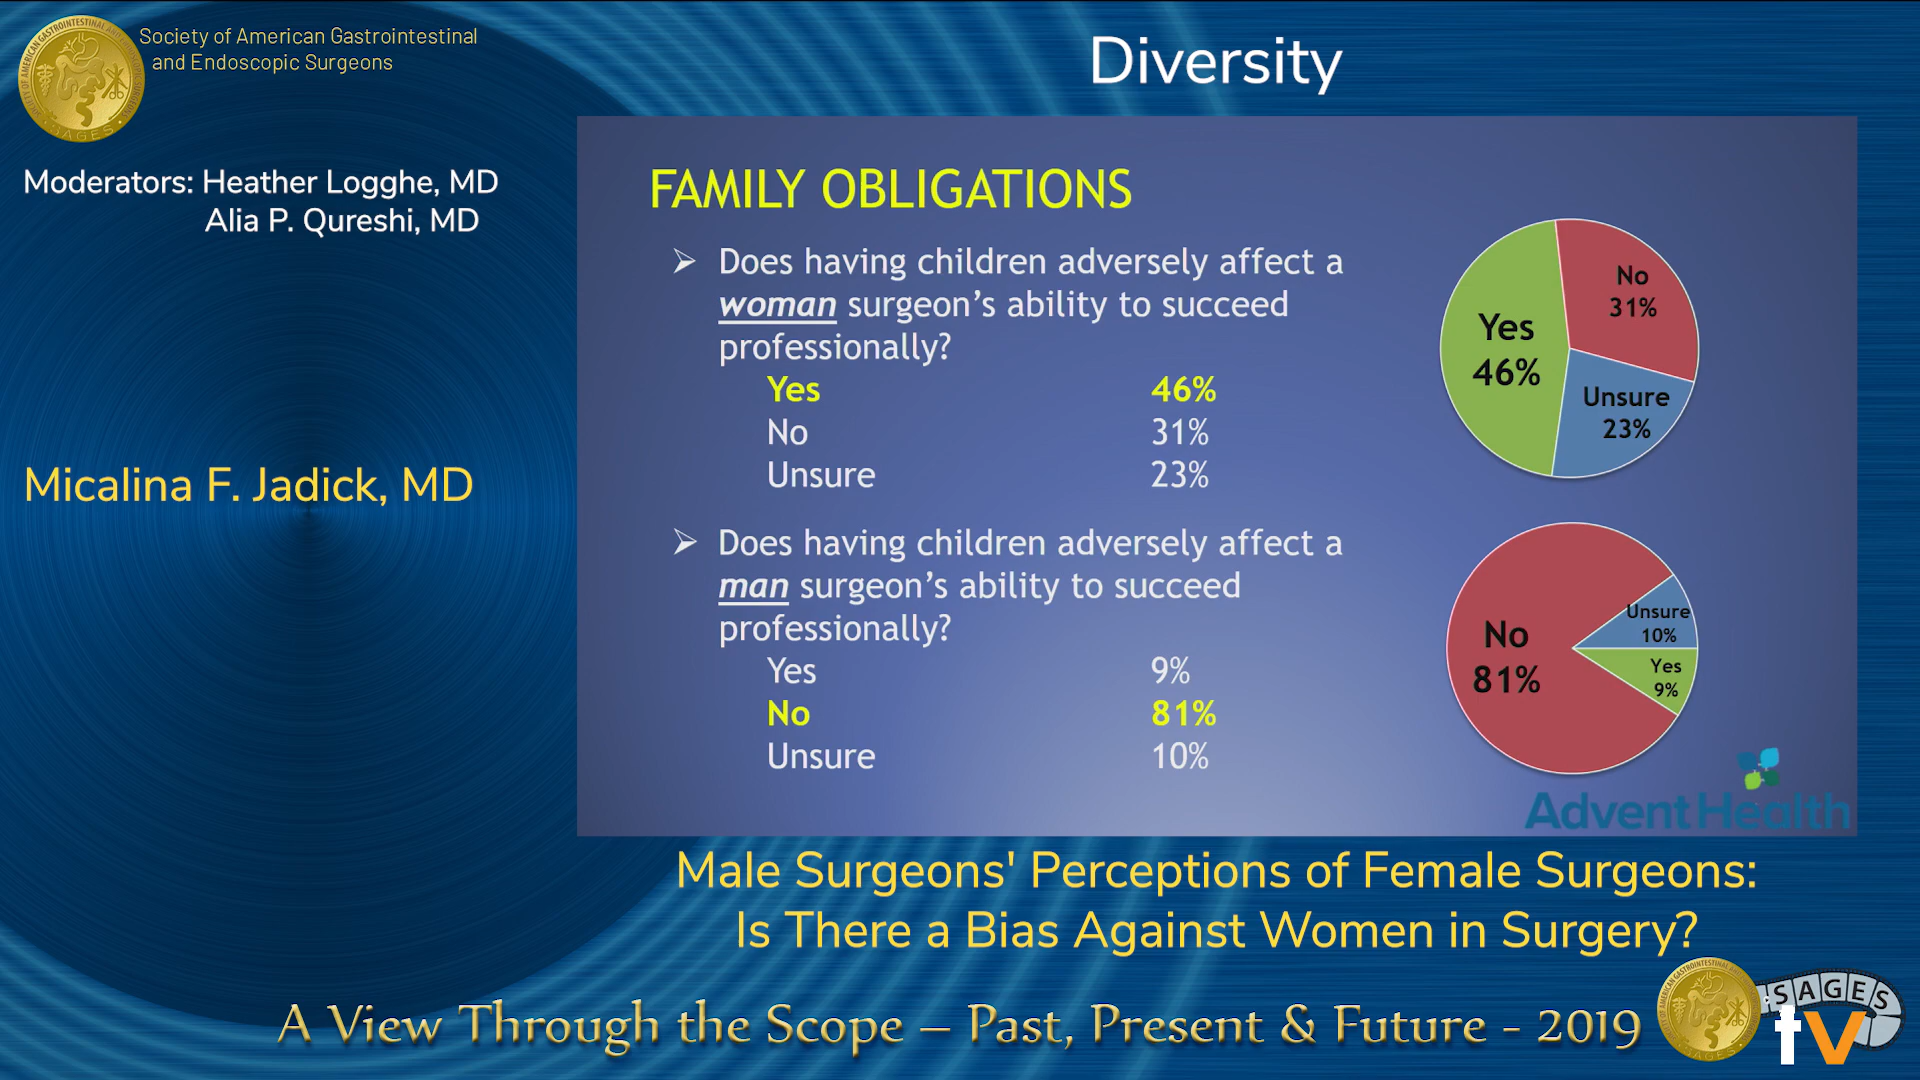 Society of American Gastrointestinal
and Endoscopic Surgeons
Diversity
Moderators: Heather Logghe, MD
Alia P. Qureshi, MD
Micalina F. Jadick, MD
FAMILY OBLIGATIONS
Does having children adversely affect a
woman surgeon's ability to succeed
professionally?
Yes 46%
No 31%
Unsure 23%
No
31%
Yes
46%
Unsure
23%
Does having children adversely affect a
man surgeon's ability to succeed
professionally?
Yes 9%
No 81%
Unsure 10%
Unsure
10%
No
81%
Yes
9%
AdventHealth
Male Surgeons' Perceptions of Female Surgeons:
Is There a Bias Against Women in Surgery?
A View Through the Scope – Past, Present & Future - 2019
SAGES
tv
SAGES